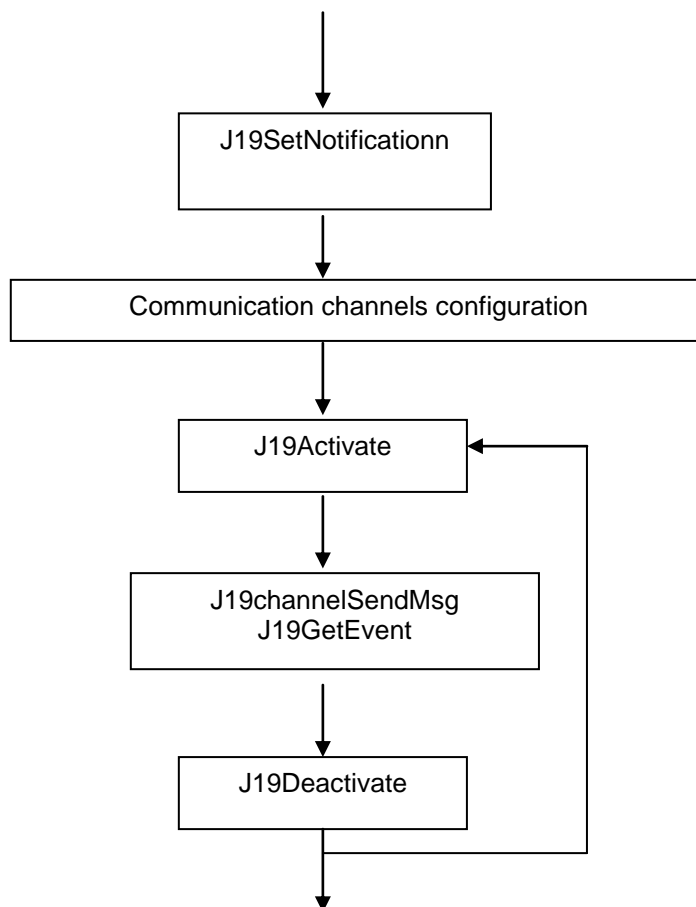 J19SetNotificationn
Communication channels configuration
J19Activate
J19channelSendMsg
J19GetEvent
J19Deactivate